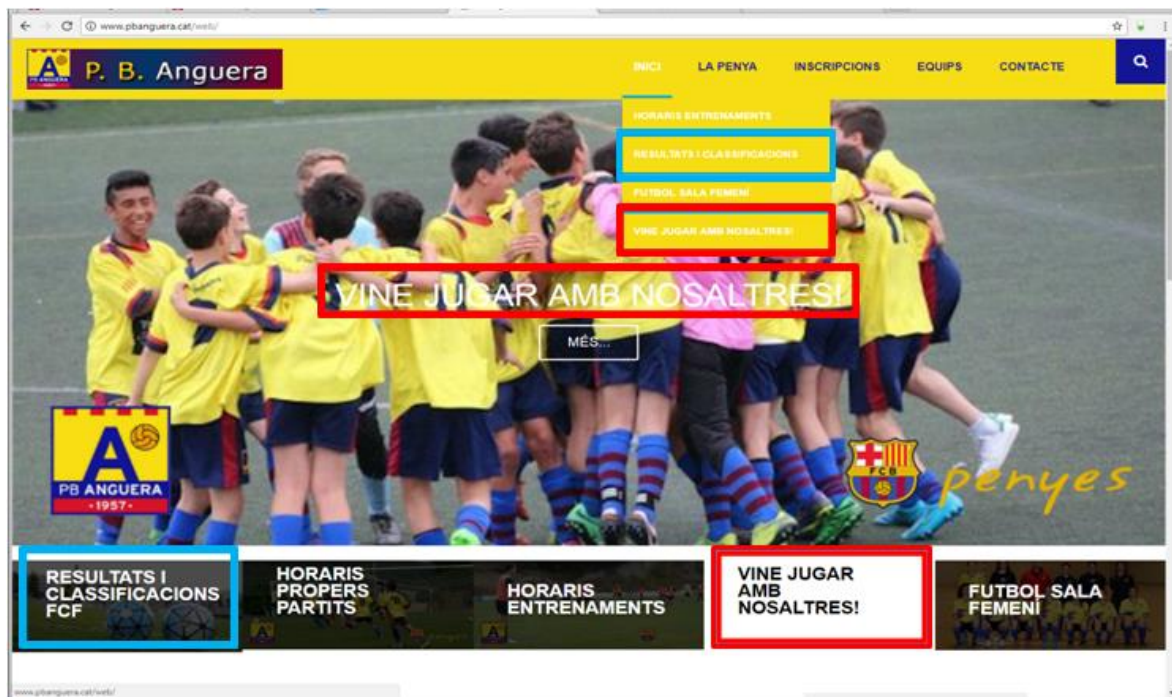 www.pbanguera.cat/web/
P. B. Anguera
INICI
LA PENYA
INSCRIPCIONS
EQUIPS
CONTACTE
HORARIS ENTRENAMENTS
RESULTATS I CLASSIFICACIONS
FUTBOL SALA FEMENÍ
VINE JUGAR AMB NOSALTRES!
VINE JUGAR AMB NOSALTRES!
MÉS...
A
PB ANGUERA
·1957·
FCB
penyes
RESULTATS I
CLASSIFICACIONS
FCF
HORARIS
PROPERS
PARTITS
HORARIS
ENTRENAMENTS
VINE JUGAR
AMB
NOSALTRES!
FUTBOL SALA
FEMENÍ
www.pbanguera.cat/web/